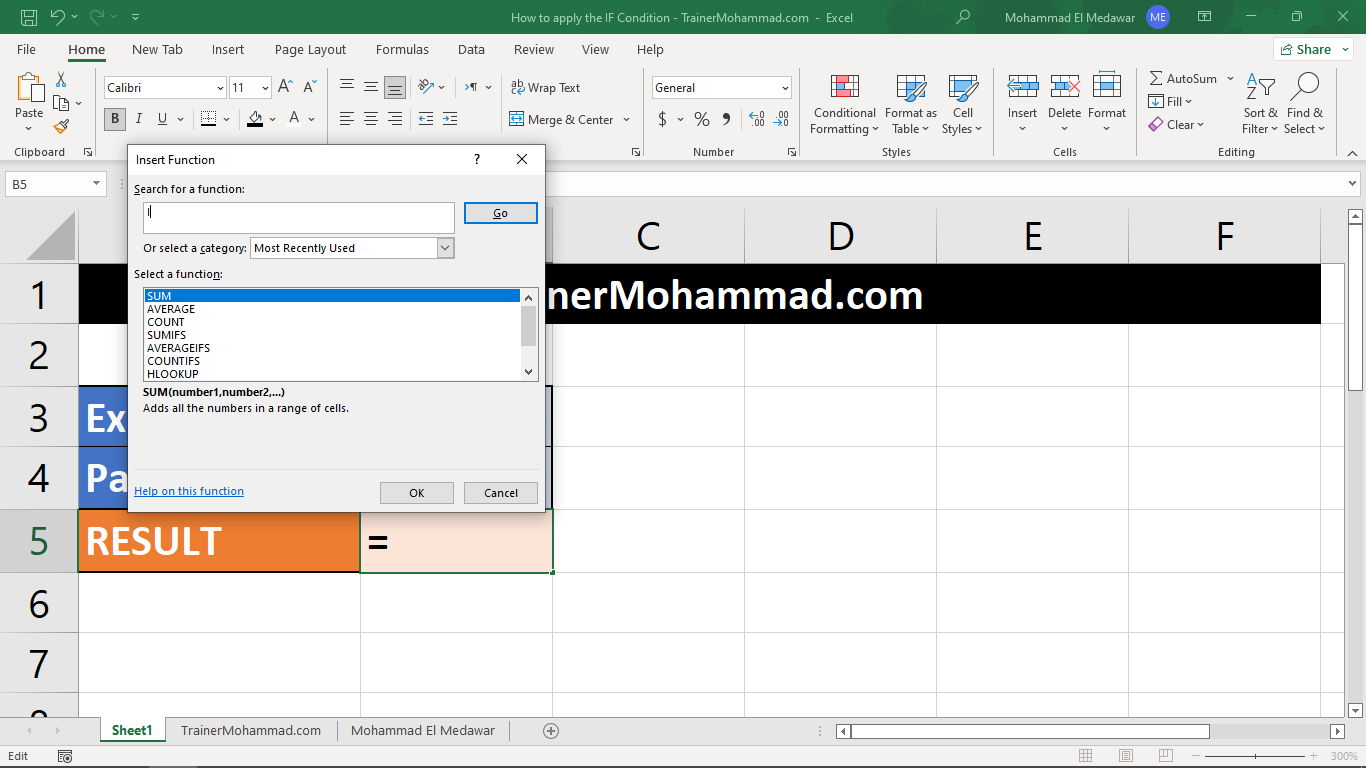 How to apply the IF Condition - TrainerMohammad.com - Excel
Mohammad El Medawar ME
File Home New Tab Insert Page Layout Formulas Data Review View Help Share
Paste
Clipboard
Calibri 11
B I U A
Wrap Text
Merge & Center
General
$ % 9
Number
Conditional Formatting
Format as Table
Cell Styles
Styles
Insert Delete Format
Cells
AutoSum
Fill
Clear
Sort & Filter
Find & Select
Editing
B5
Insert Function ?
Search for a function:
I
Go
Or select a category: Most Recently Used
Select a function:
SUM
AVERAGE
COUNT
SUMIFS
AVERAGEIFS
COUNTIFS
HLOOKUP
SUM(number1,number2,...)
Adds all the numbers in a range of cells.
Help on this function
OK Cancel
C D E F
1 nerMohammad.com
2
3 Ex
4 Pa
5 RESULT =
6
7
Sheet1 TrainerMohammad.com Mohammad El Medawar
Edit
300%